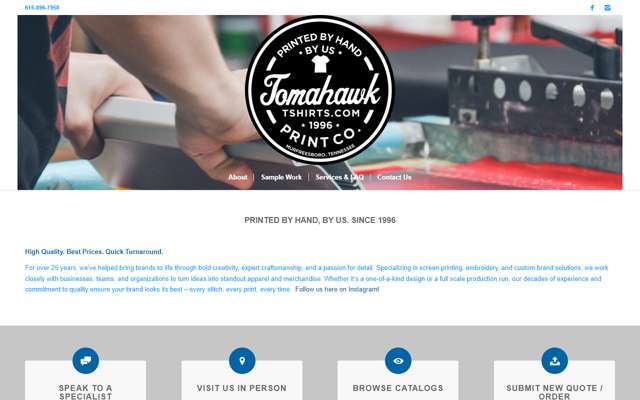 615-896-7958
PRINTED BY HAND
BY US
Tomahawk
TSHIRTS.COM
1996
PRINT CO.
MURFREESBORO, TENNESSEE
About
Sample Work
Services & FAQ
Contact Us
PRINTED BY HAND, BY US. SINCE 1996
High Quality. Best Prices. Quick Turnaround.
For over 25 years, we've helped bring brands to life through bold creativity, expert craftsmanship, and a passion for detail. Specializing in screen printing, embroidery, and custom brand solutions, we work
closely with businesses, teams, and organizations to turn ideas into standout apparel and merchandise. Whether it's a one-of-a-kind design or a full scale production run, our decades of experience and
commitment to quality ensure your brand looks its best – every stitch, every print, every time. Follow us here on Instagram!
SPEAK TO A
SPECIALIST
VISIT US IN PERSON
BROWSE CATALOGS
SUBMIT NEW QUOTE /
ORDER